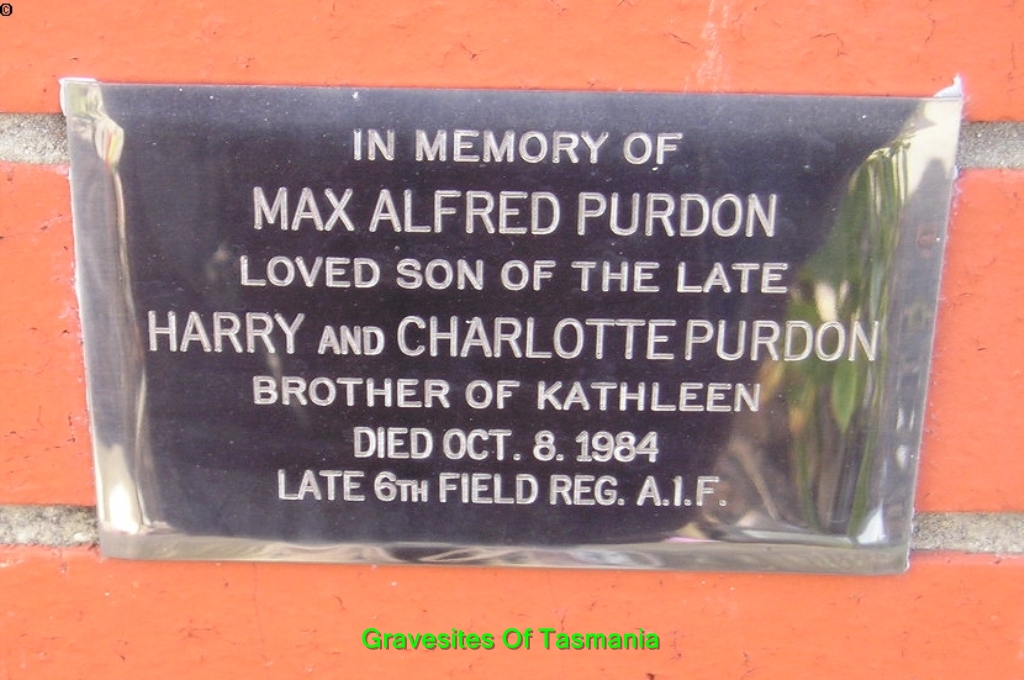 ©
IN MEMORY OF
MAX ALFRED PURDON
LOVED SON OF THE LATE
HARRY AND CHARLOTTE PURDON
BROTHER OF KATHLEEN
DIED OCT. 8. 1984
LATE 6TH FIELD REG. A.I.F.
Gravesites Of Tasmania